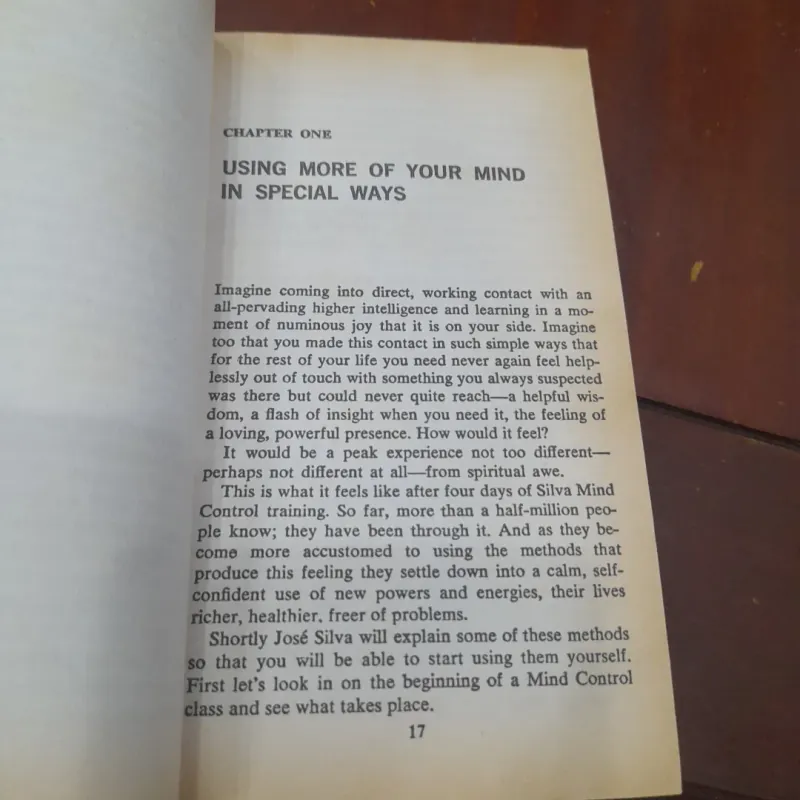 CHAPTER ONE
USING MORE OF YOUR MIND
IN SPECIAL WAYS
Imagine coming into direct, working contact with an
all-pervading higher intelligence and learning in a mo-
ment of numinous joy that it is on your side. Imagine
too that you made this contact in such simple ways that
for the rest of your life you need never again feel help-
lessly out of touch with something you always suspected
was there but could never quite reach—a helpful wis-
dom, a flash of insight when you need it, the feeling of
a loving, powerful presence. How would it feel?
It would be a peak experience not too different—
perhaps not different at all—from spiritual awe.
This is what it feels like after four days of Silva Mind
Control training. So far, more than a half-million peo-
ple know; they have been through it. And as they be-
come more accustomed to using the methods that
produce this feeling they settle down into a calm, self-
confident use of new powers and energies, their lives
richer, healthier, freer of problems.
Shortly José Silva will explain some of these methods
so that you will be able to start using them yourself.
First let's look in on the beginning of a Mind Control
class and see what takes place.
17